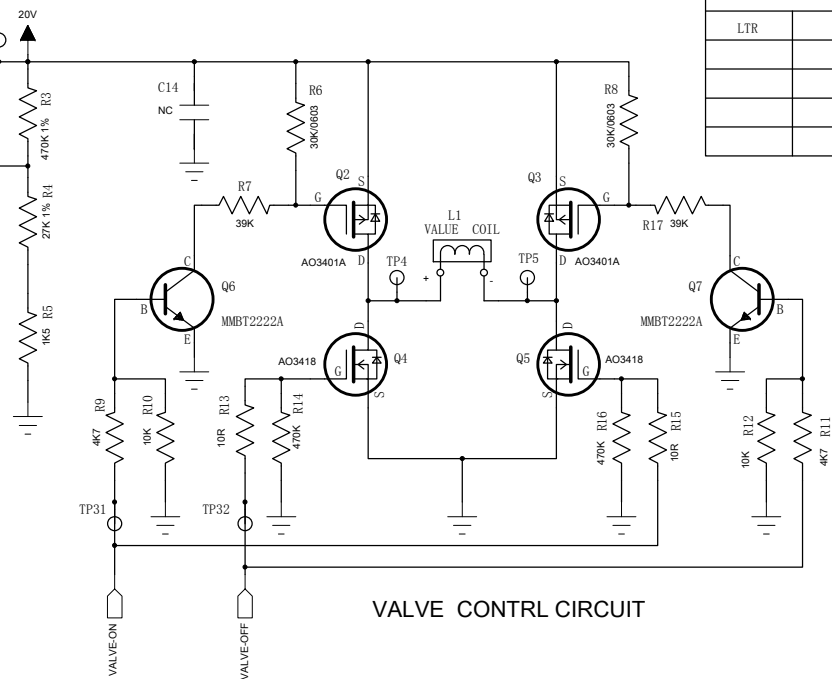 20V
LTR
R3
470K 1%
R4
27K 1%
R5
1K5
C14
NC
R6
30K/0603
R8
30K/0603
R7
39K
Q2
S
G
D
AO3401A
Q3
S
G
D
AO3401A
R17
39K
L1
VALUE COIL
+
-
TP4
TP5
C
B
E
Q6
MMBT2222A
C
B
E
Q7
MMBT2222A
D
G
S
Q4
AO3418
D
G
S
Q5
AO3418
R9
4K7
R10
10K
R13
10R
R14
470K
R16
470K
R15
10R
R12
10K
R11
4K7
TP31
TP32
VALVE-ON
VALVE-OFF
VALVE CONTRL CIRCUIT